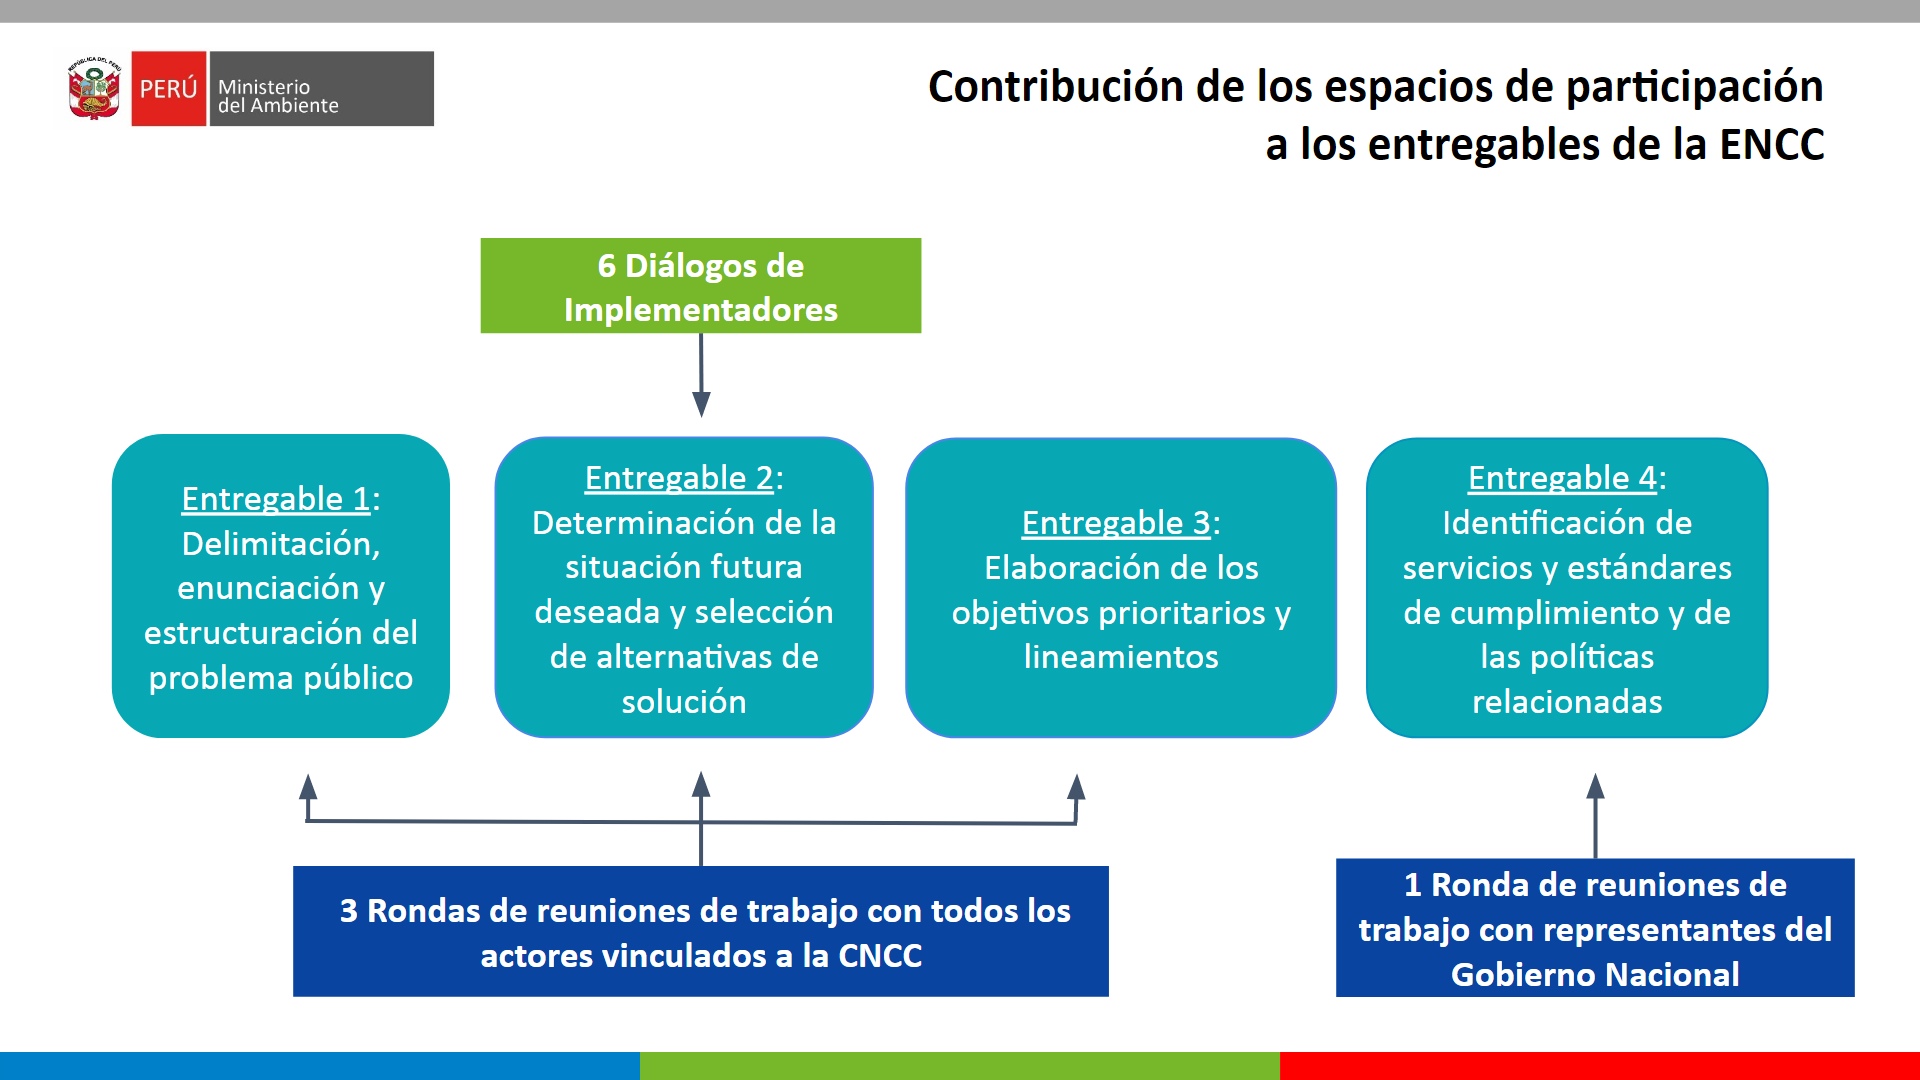 REPÚBLICA DEL PERÚ
PERÚ
Ministerio
del Ambiente
Contribución de los espacios de participación
a los entregables de la ENCC
6 Diálogos de
Implementadores
Entregable 1:
Delimitación,
enunciación y
estructuración del
problema público
Entregable 2:
Determinación de la
situación futura
deseada y selección
de alternativas de
solución
Entregable 3:
Elaboración de los
objetivos prioritarios y
lineamientos
Entregable 4:
Identificación de
servicios y estándares
de cumplimiento y de
las políticas
relacionadas
3 Rondas de reuniones de trabajo con todos los
actores vinculados a la CNCC
1 Ronda de reuniones de
trabajo con representantes del
Gobierno Nacional